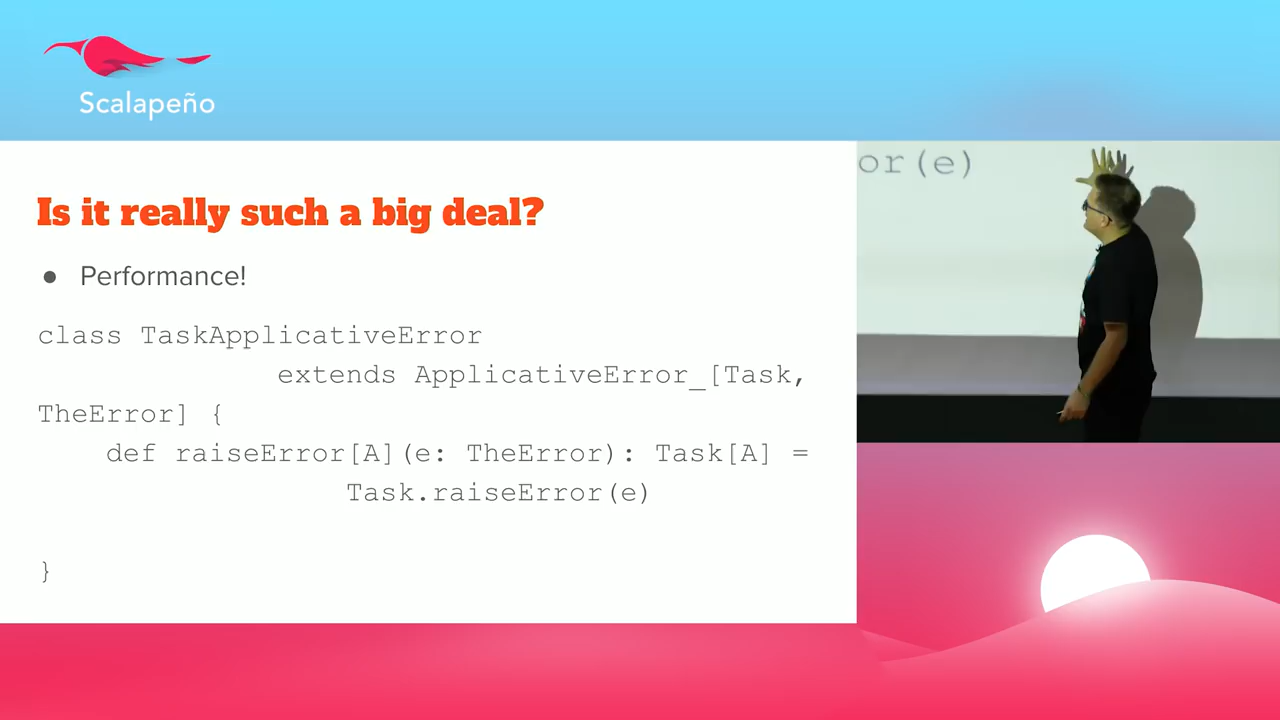 Scalapeño
Is it really such a big deal?
● Performance!
class TaskApplicativeError
extends ApplicativeError_[Task,
TheError] {
def raiseError[A](e: TheError): Task[A] =
Task.raiseError(e)
}
or(e)